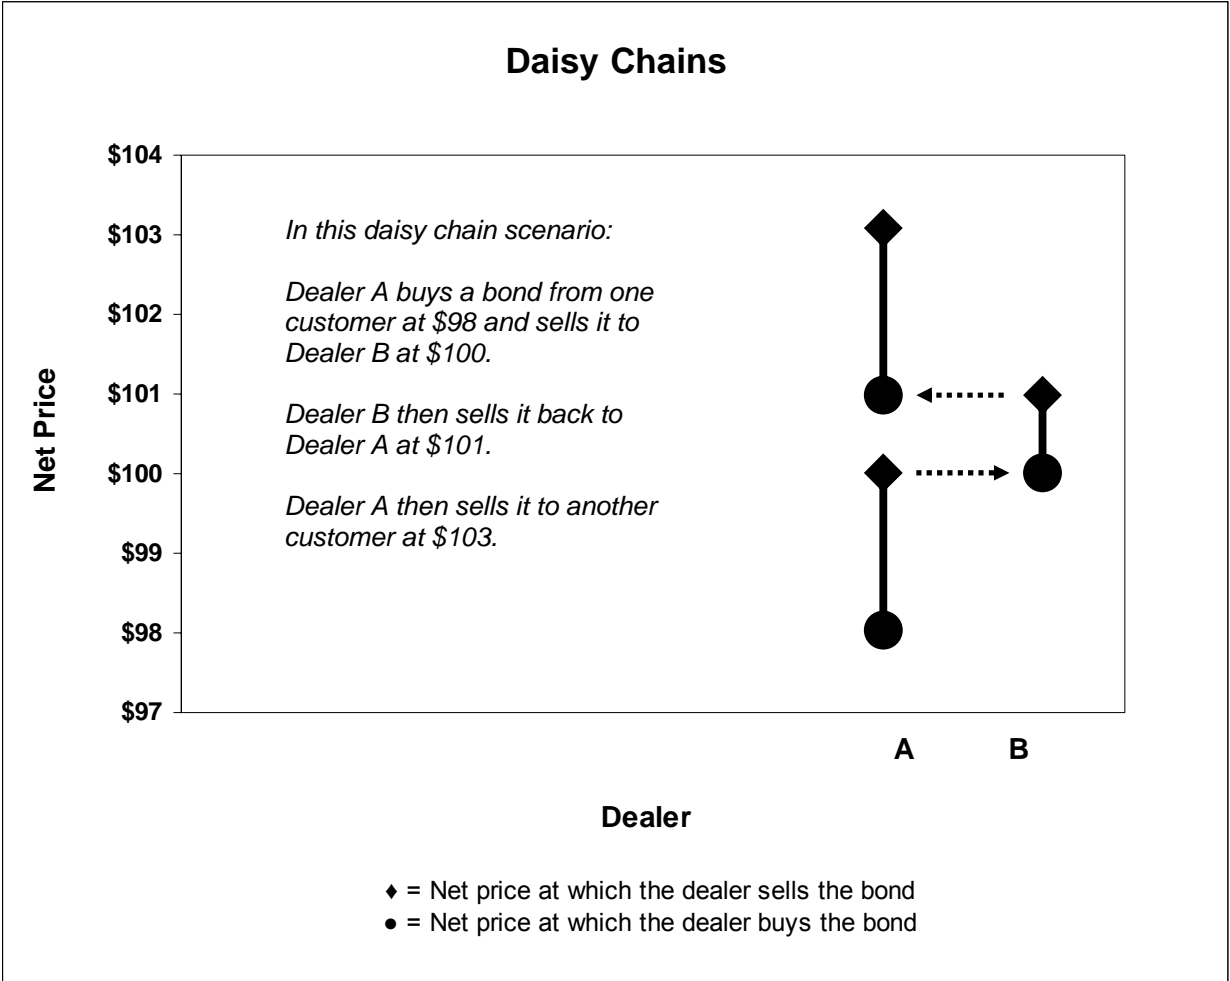 Daisy Chains
$104
$103
$102
$101
$100
$99
$98
$97
Net Price
In this daisy chain scenario:
Dealer A buys a bond from one
customer at $98 and sells it to
Dealer B at $100.
Dealer B then sells it back to
Dealer A at $101.
Dealer A then sells it to another
customer at $103.
A B
Dealer
♦ = Net price at which the dealer sells the bond
● = Net price at which the dealer buys the bond